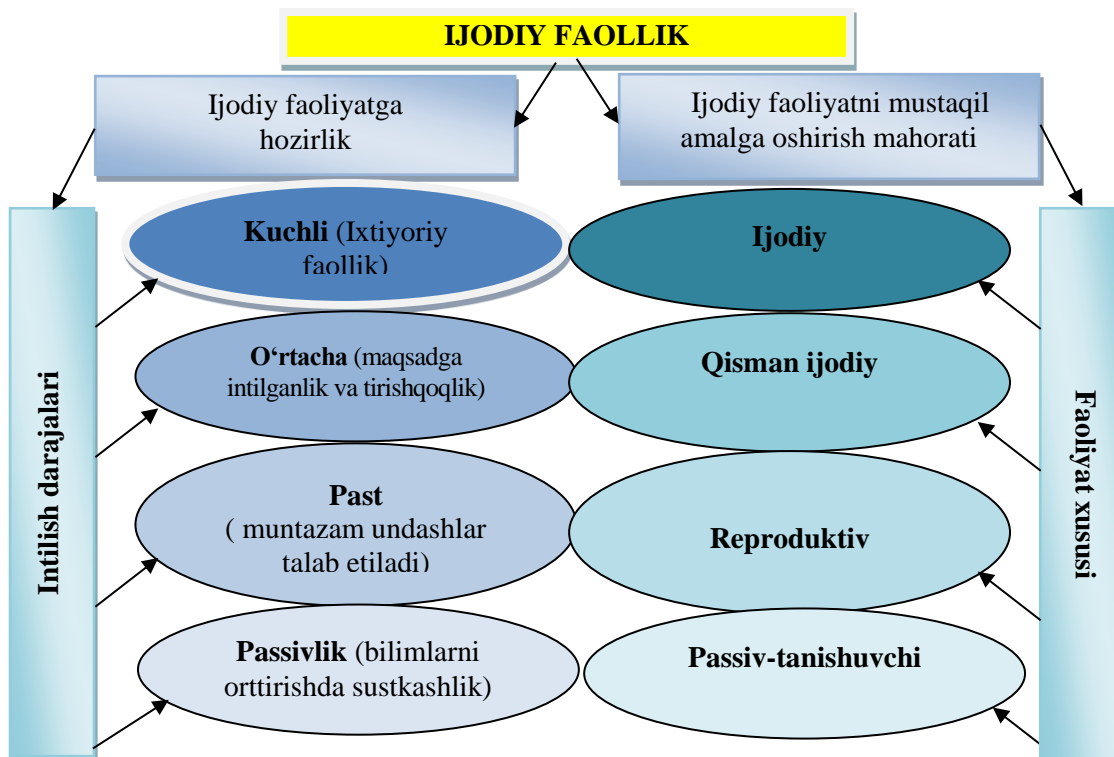 IJODIY FAOLLIK
Ijodiy faoliyatga
hozirlik
Ijodiy faoliyatni mustaqil
amalga oshirish mahorati
Intilish darajalari
Kuchli (Ixtiyoriy
faollik)
O‘rtacha (maqsadga
intilganlik va tirishqoqlik)
Past
( muntazam undashlar
talab etiladi)
Passivlik (bilimlarni
orttirishda sustkashlik)
Ijodiy
Qisman ijodiy
Reproduktiv
Passiv-tanishuvchi
Faoliyat xususi